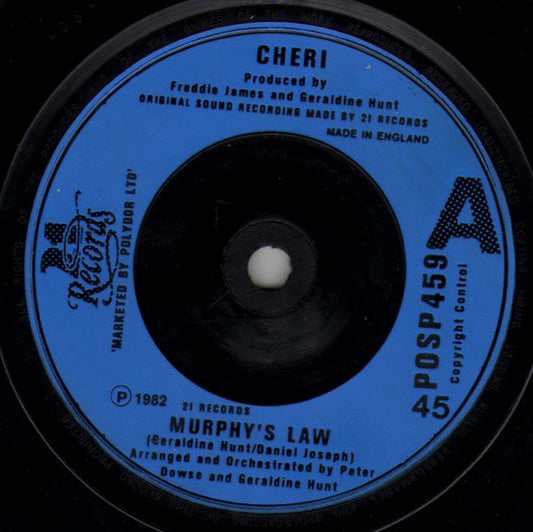 CHERI
Produced by
Freddie James and Geraldine Hunt
ORIGINAL SOUND RECORDING MADE BY 21 RECORDS
MADE IN ENGLAND
21
Records
'MARKETED BY POLYDOR LTD'
A
POSP459
Copyright Control
45
Ⓟ 1982
21 RECORDS
MURPHY'S LAW
(Geraldine Hunt/Daniel Joseph)
Arranged and Orchestrated by Peter
Dowse and Geraldine Hunt